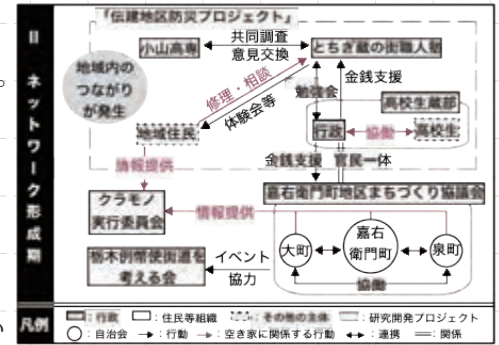 「伝建地区防災プロジェクト」
II ネットワーク形成期
小山高専
共同調査
意見交換
とちぎ蔵の街職人塾
地域内の
つながり
が発生
修理・相談
体験会等
勉強会
金銭支援
高校生蔵部
地域住民
行政
協働
高校生
情報提供
金銭支援
官民一体
嘉右衛門町地区まちづくり協議会
クラモノ
実行委員会
情報提供
大町
嘉右
衛門町
泉町
栃木例幣使街道を
考える会
イベント
協力
協働
凡例
:行政
:住民等組織
:その他の主体
:研究開発プロジェクト
:自治会
:行動
:空き家に関係する行動
:連携
:関係